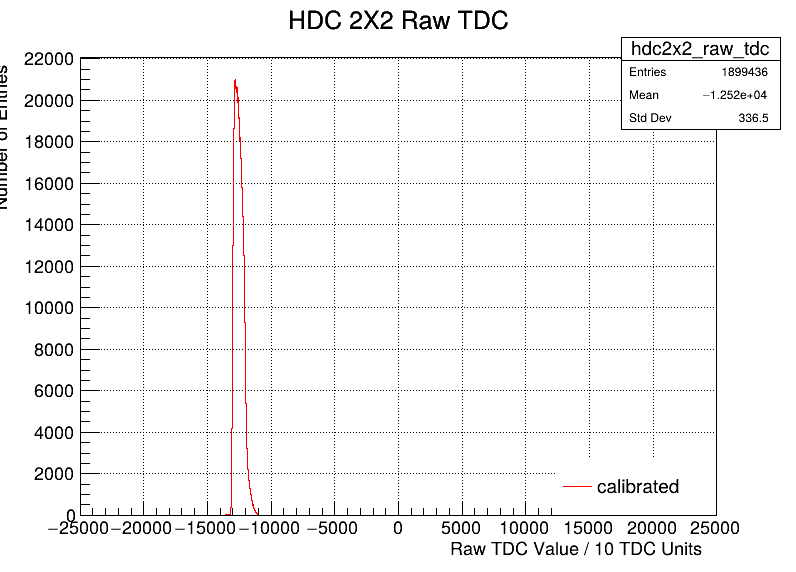 HDC 2X2 Raw TDC
hdc2x2_raw_tdc
Entries 1899436
Mean −1.252e+04
Std Dev 336.5
Number of Entries
22000
20000
18000
16000
14000
12000
10000
8000
6000
4000
2000
0
−25000 −20000 −15000 −10000 −5000 0 5000 10000 15000 20000 25000
calibrated
Raw TDC Value / 10 TDC Units